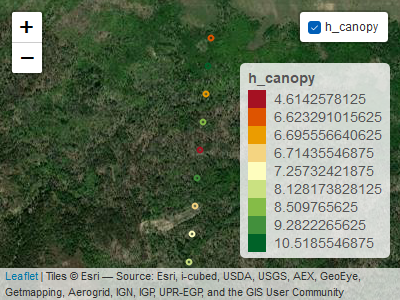 +
−
h_canopy
h_canopy
4.6142578125
6.623291015625
6.695556640625
6.71435546875
7.25732421875
8.128173828125
8.509765625
9.2822265625
10.5185546875
Leaflet | Tiles © Esri — Source: Esri, i-cubed, USDA, USGS, AEX, GeoEye,
Getmapping, Aerogrid, IGN, IGP, UPR-EGP, and the GIS User Community